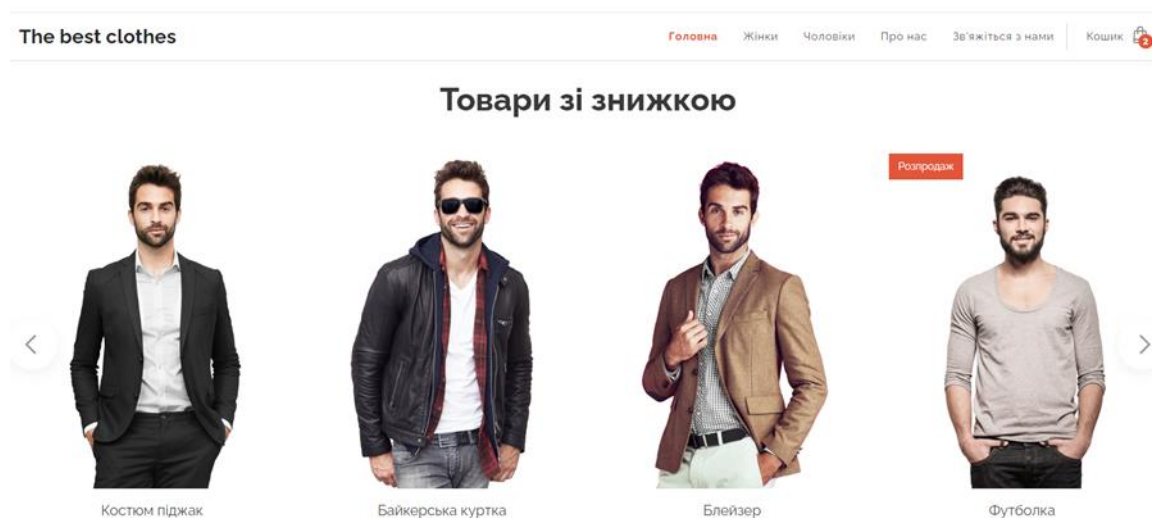 The best clothes
Головна Жінки Чоловіки Про нас Зв'яжіться з нами Кошик 2
Товари зі знижкою
Розпродаж
Костюм піджак Байкерська куртка Блейзер Футболка